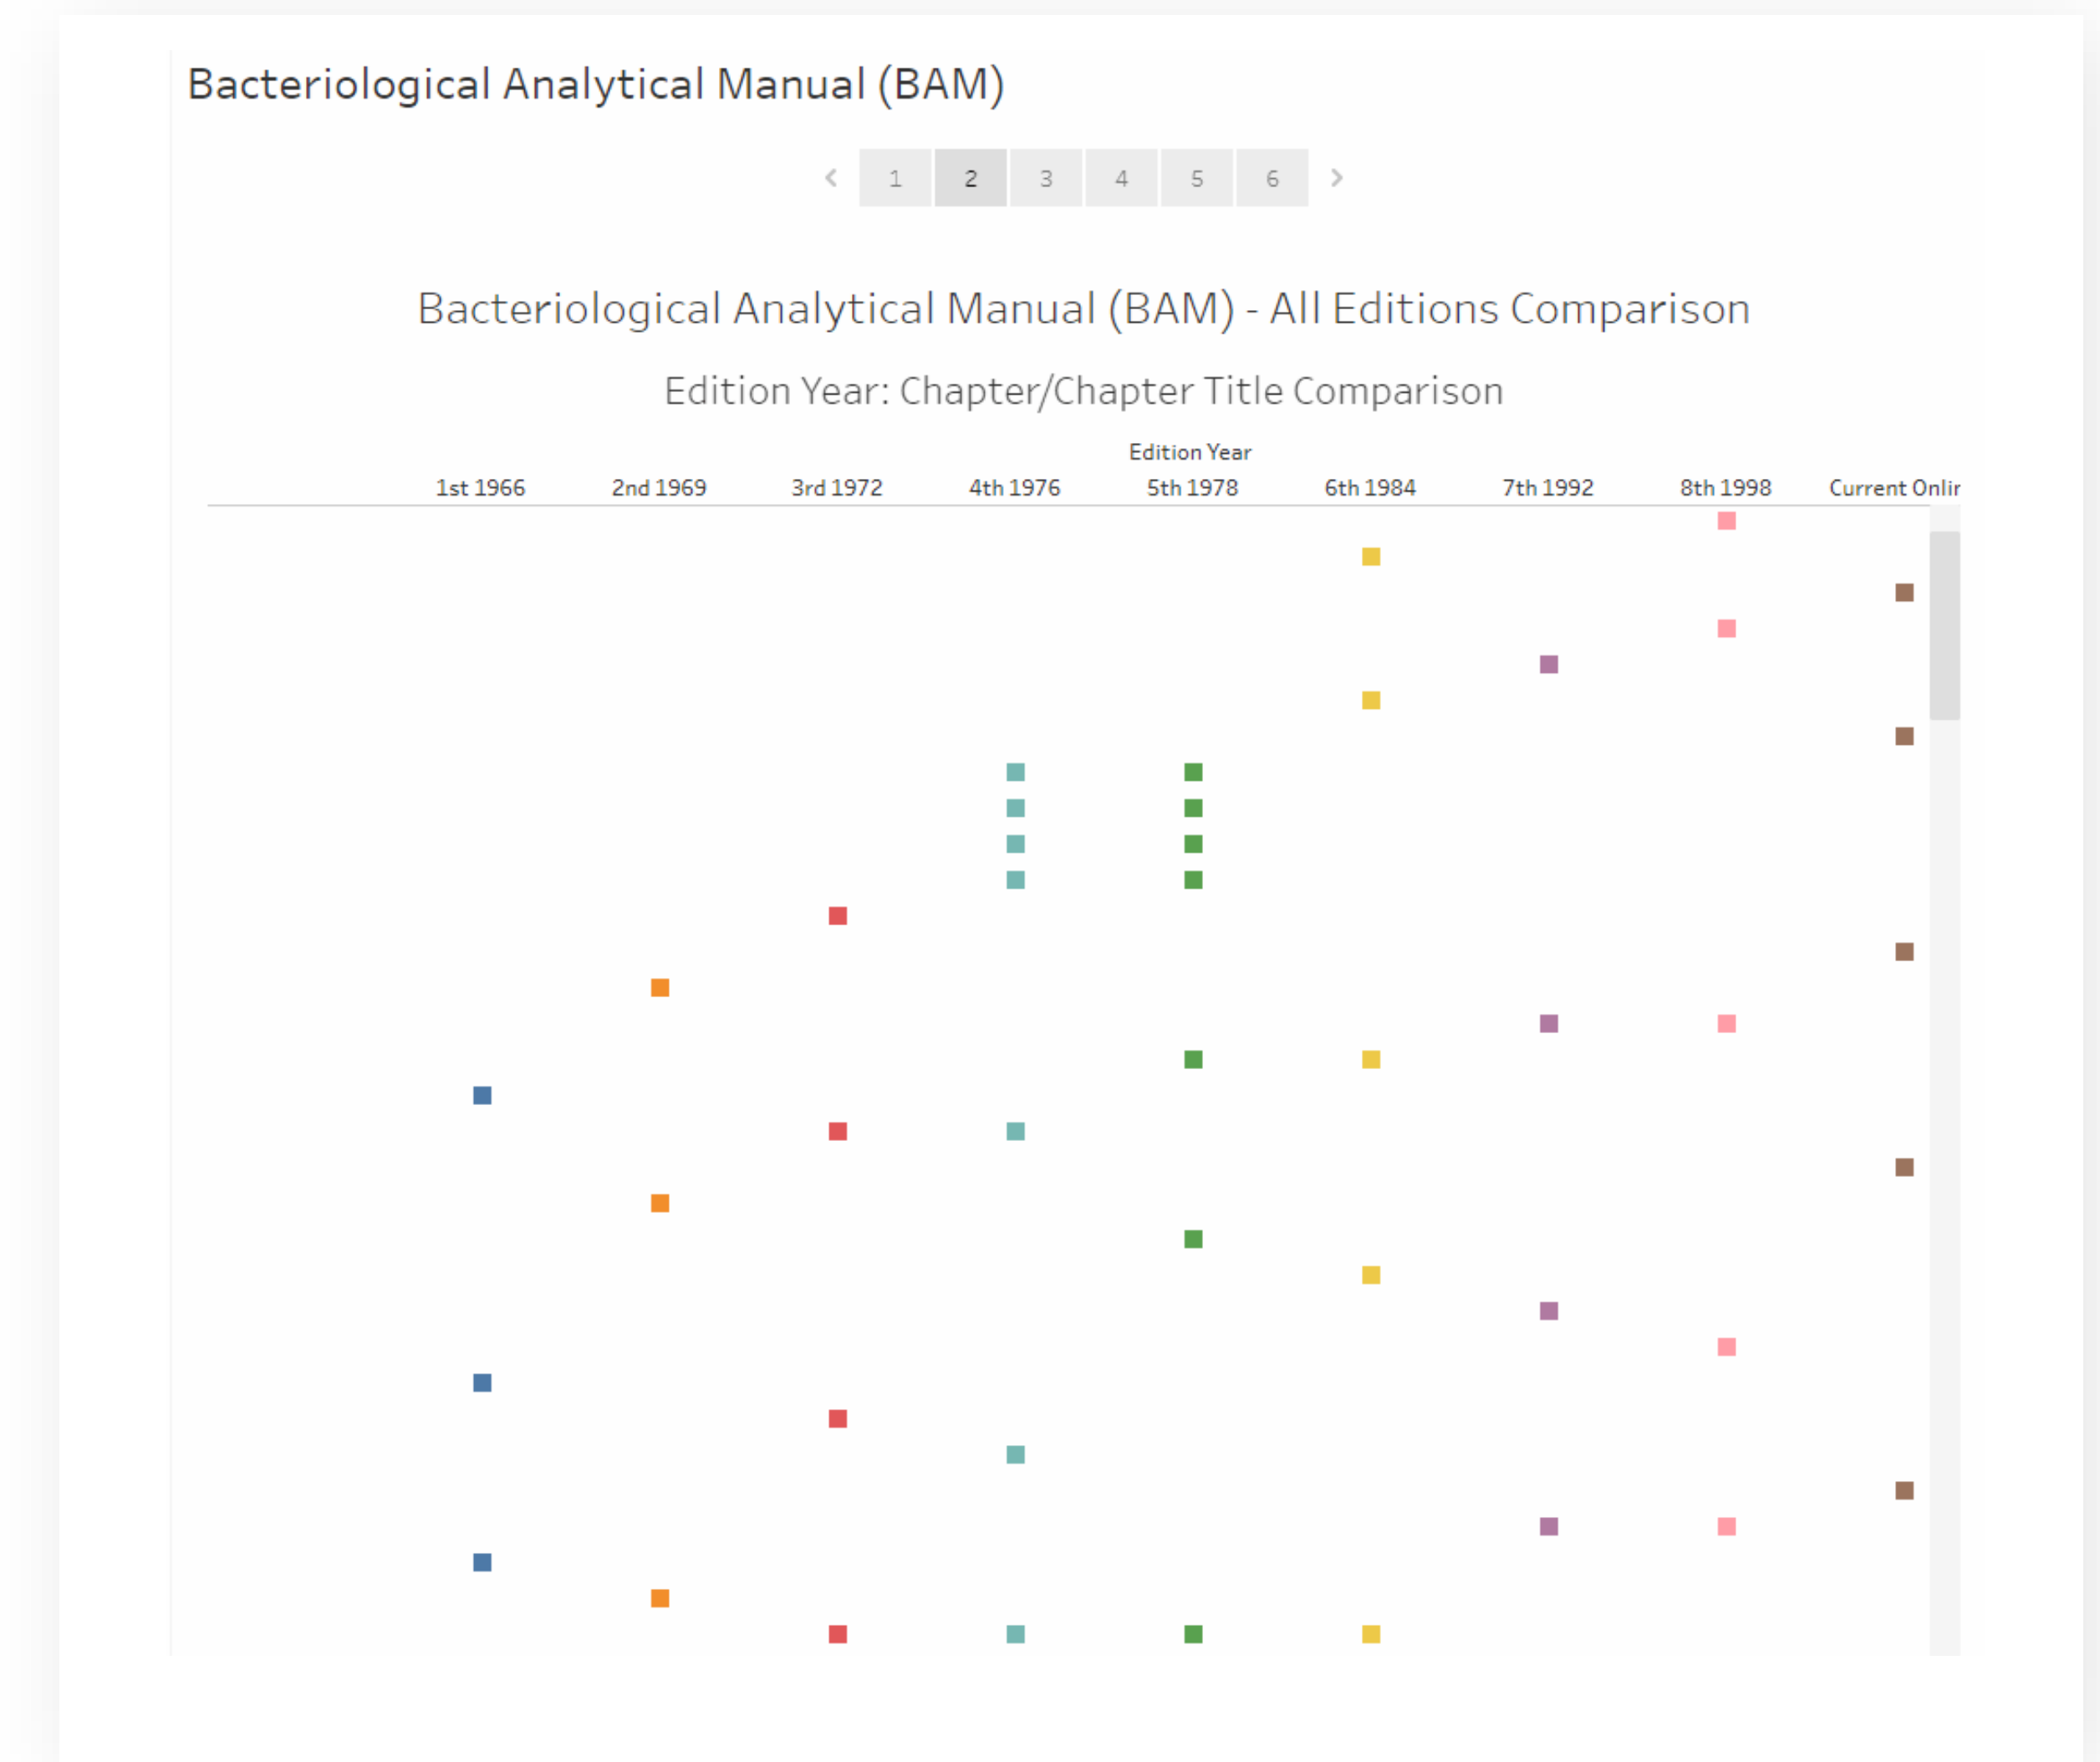 Bacteriological Analytical Manual (BAM)
< 1 2 3 4 5 6 >
Bacteriological Analytical Manual (BAM) - All Editions Comparison
Edition Year: Chapter/Chapter Title Comparison
Edition Year
1st 1966 2nd 1969 3rd 1972 4th 1976 5th 1978 6th 1984 7th 1992 8th 1998 Current Onlin